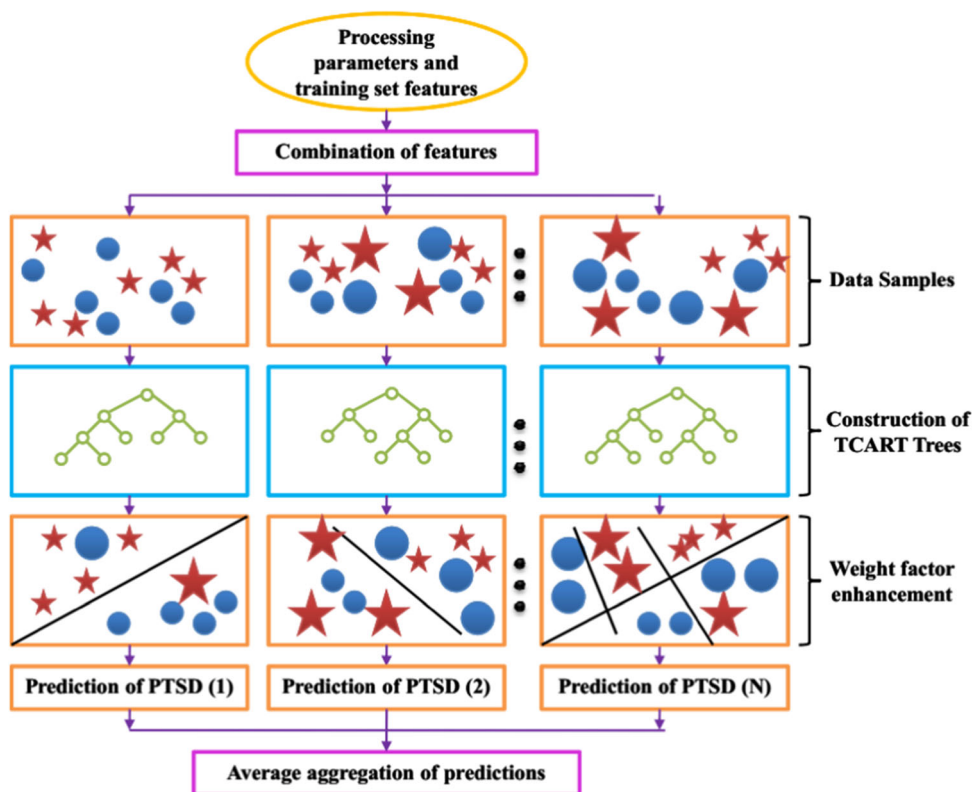 Processing
parameters and
training set features
Combination of features
Data Samples
Construction of
TCART Trees
Weight factor
enhancement
Prediction of PTSD (1)
Prediction of PTSD (2)
Prediction of PTSD (N)
Average aggregation of predictions